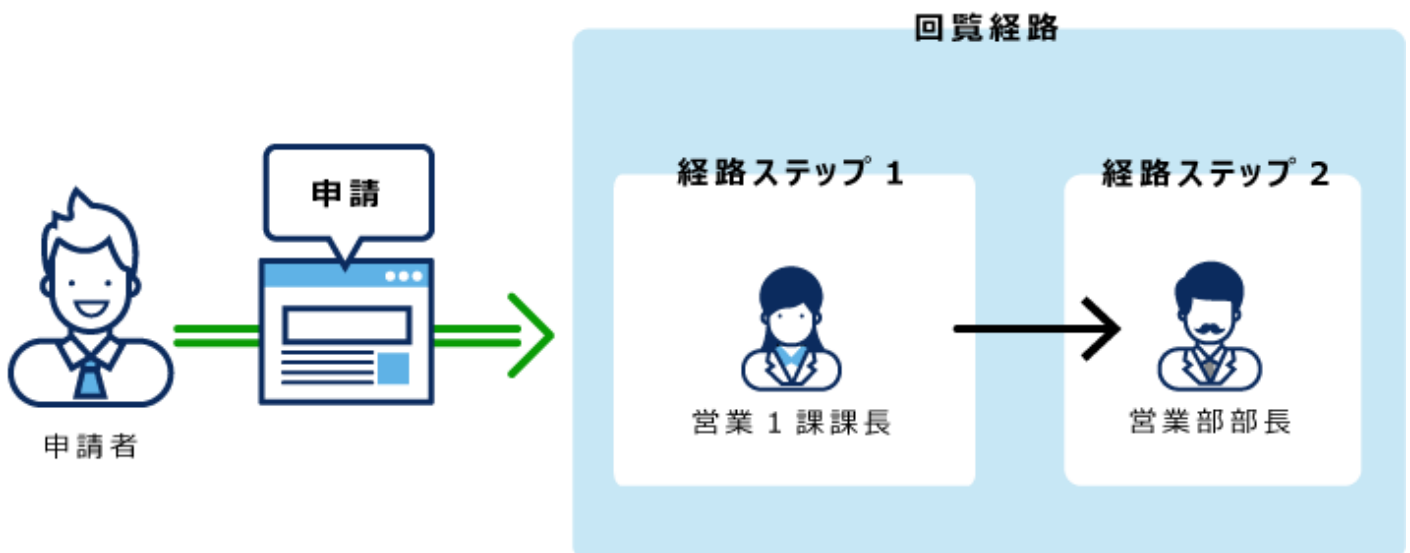 回覧経路
申請
経路ステップ 1
経路ステップ 2
営業1課課長
営業部部長
申請者